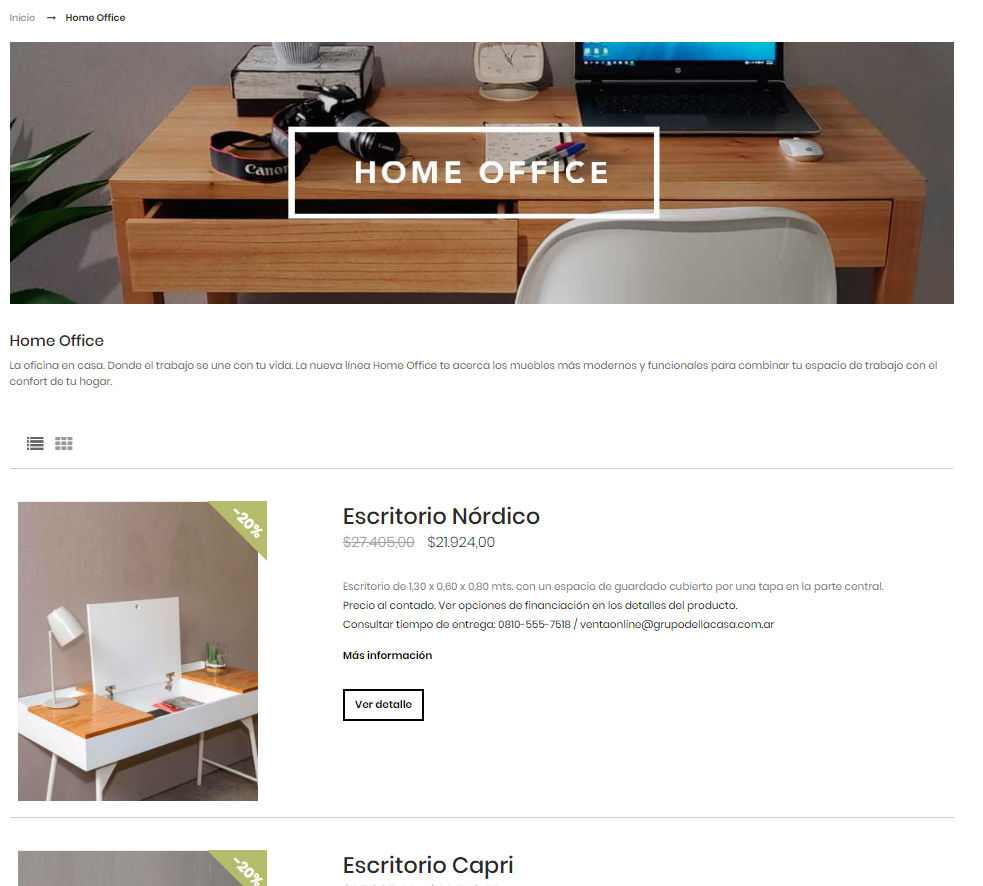 Inicio → Home Office
Canon
Canon
HOME OFFICE
Home Office
La oficina en casa. Donde el trabajo se une con tu vida. La nueva línea Home Office te acerca los muebles más modernos y funcionales para combinar tu espacio de trabajo con el
confort de tu hogar.
-20%
Escritorio Nórdico
$27.405,00 $21.924,00
Escritorio de 1,30 x 0,60 x 0,80 mts. con un espacio de guardado cubierto por una tapa en la parte central.
Precio al contado. Ver opciones de financiación en los detalles del producto.
Consultar tiempo de entrega: 0810-555-7518 / ventaonline@grupodellacasa.com.ar
Más información
Ver detalle
-20%
Escritorio Capri